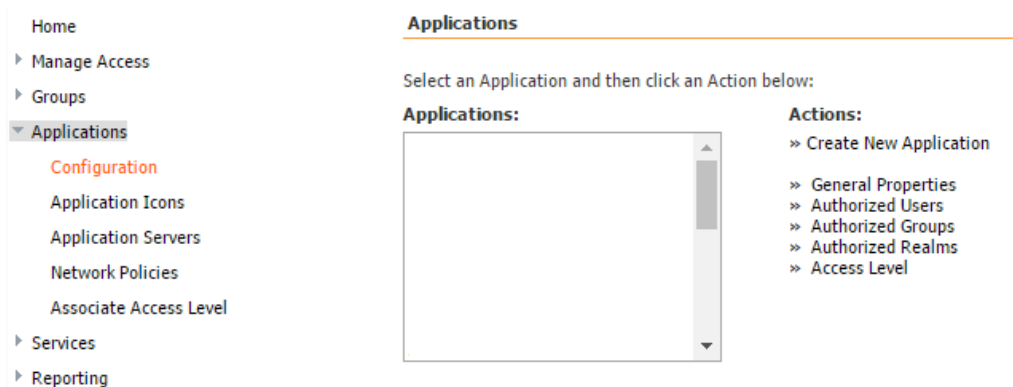 Home
Manage Access
Groups
Applications
Configuration
Application Icons
Application Servers
Network Policies
Associate Access Level
Services
Reporting
Applications
Select an Application and then click an Action below:
Applications:
Actions:
» Create New Application
» General Properties
» Authorized Users
» Authorized Groups
» Authorized Realms
» Access Level